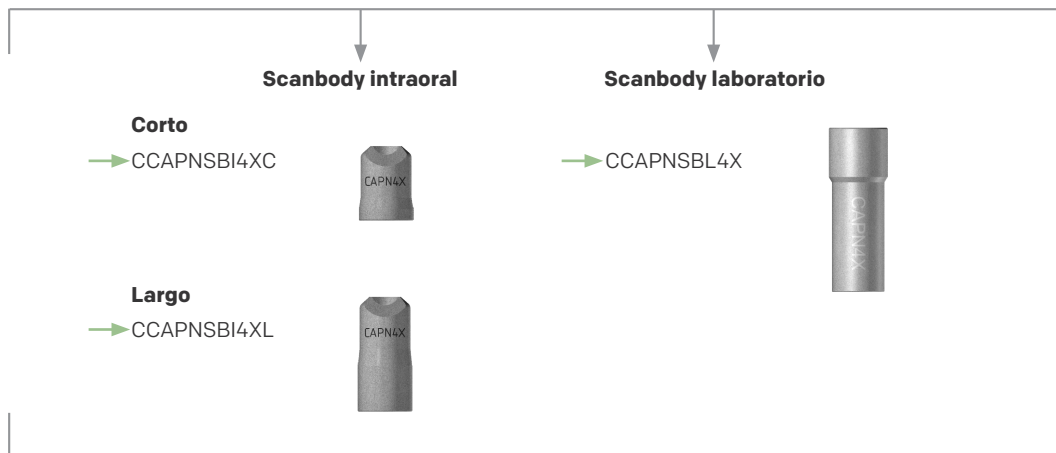 Scanbody intraoral
Scanbody laboratorio
Corto
CCAPNSBI4XC
CAPN4X
CCAPNSBL4X
CAPN4X
Largo
CCAPNSBI4XL
CAPN4X